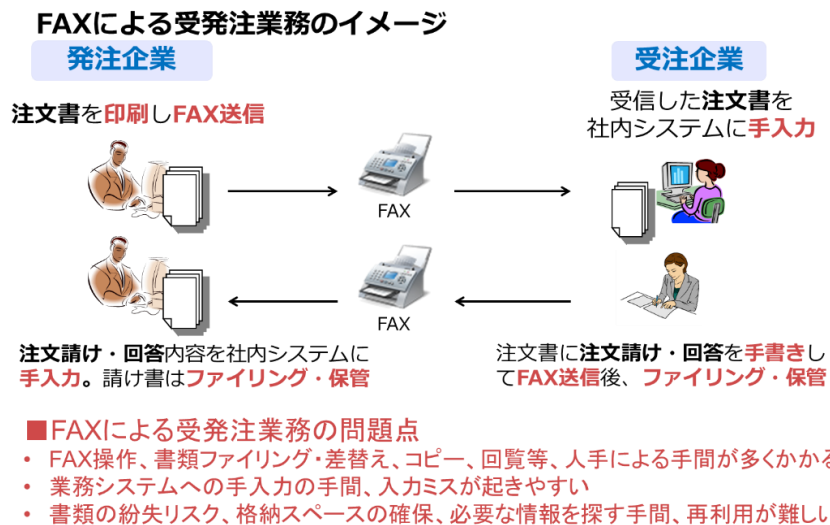 FAXによる受発注業務のイメージ
発注企業
受注企業
注文書を印刷しFAX送信
受信した注文書を
社内システムに手入力
FAX
FAX
注文請け・回答内容を社内システムに
手入力。請け書はファイリング・保管
注文書に注文請け・回答を手書きし
てFAX送信後、ファイリング・保管
■FAXによる受発注業務の問題点
• FAX操作、書類ファイリング・差替え、コピー、回覧等、人手による手間が多くかかる
• 業務システムへの手入力の手間、入力ミスが起きやすい
• 書類の紛失リスク、格納スペースの確保、必要な情報を探す手間、再利用が難しい